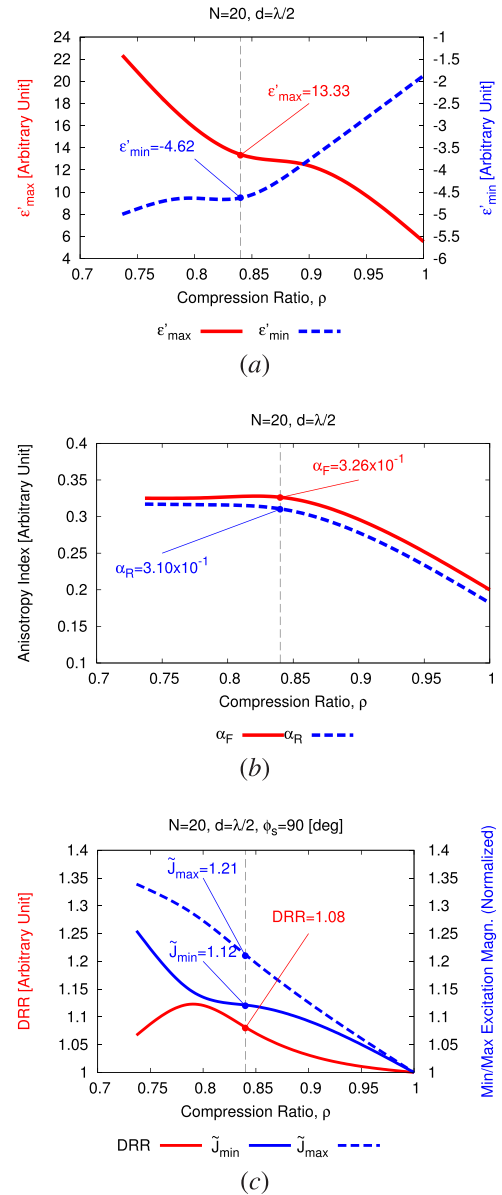 N=20, d=λ/2
24
22
20
18
16
14
12
10
8
6
4
ε'max [Arbitrary Unit]
-1
-1.5
-2
-2.5
-3
-3.5
-4
-4.5
-5
-5.5
-6
ε'min [Arbitrary Unit]
ε'max=13.33
ε'min=-4.62
0.7 0.75 0.8 0.85 0.9 0.95 1
Compression Ratio, ρ
ε'max ε'min
(a)
N=20, d=λ/2
0.4
0.35
0.3
0.25
0.2
0.15
0.1
Anisotropy Index [Arbitrary Unit]
αF=3.26x10-1
αR=3.10x10-1
0.7 0.75 0.8 0.85 0.9 0.95 1
Compression Ratio, ρ
αF αR
(b)
N=20, d=λ/2, ϕs=90 [deg]
1.4
1.35
1.3
1.25
1.2
1.15
1.1
1.05
1
DRR [Arbitrary Unit]
1.4
1.35
1.3
1.25
1.2
1.15
1.1
1.05
1
Min/Max Excitation Magn. (Normalized)
J̃max=1.21
DRR=1.08
J̃min=1.12
0.7 0.75 0.8 0.85 0.9 0.95 1
Compression Ratio, ρ
DRR J̃min J̃max
(c)